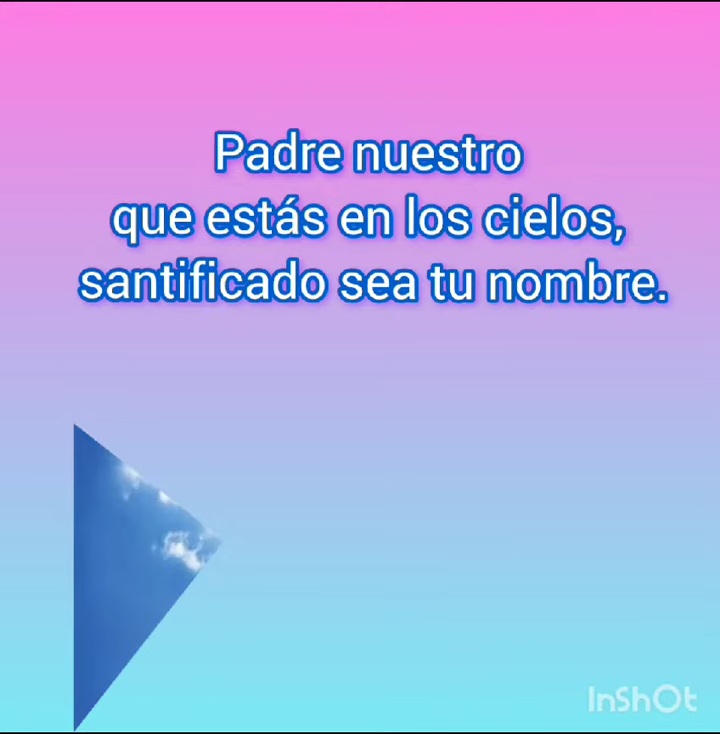 Padre nuestro
que estás en los cielos,
santificado sea tu nombre.
InShOt